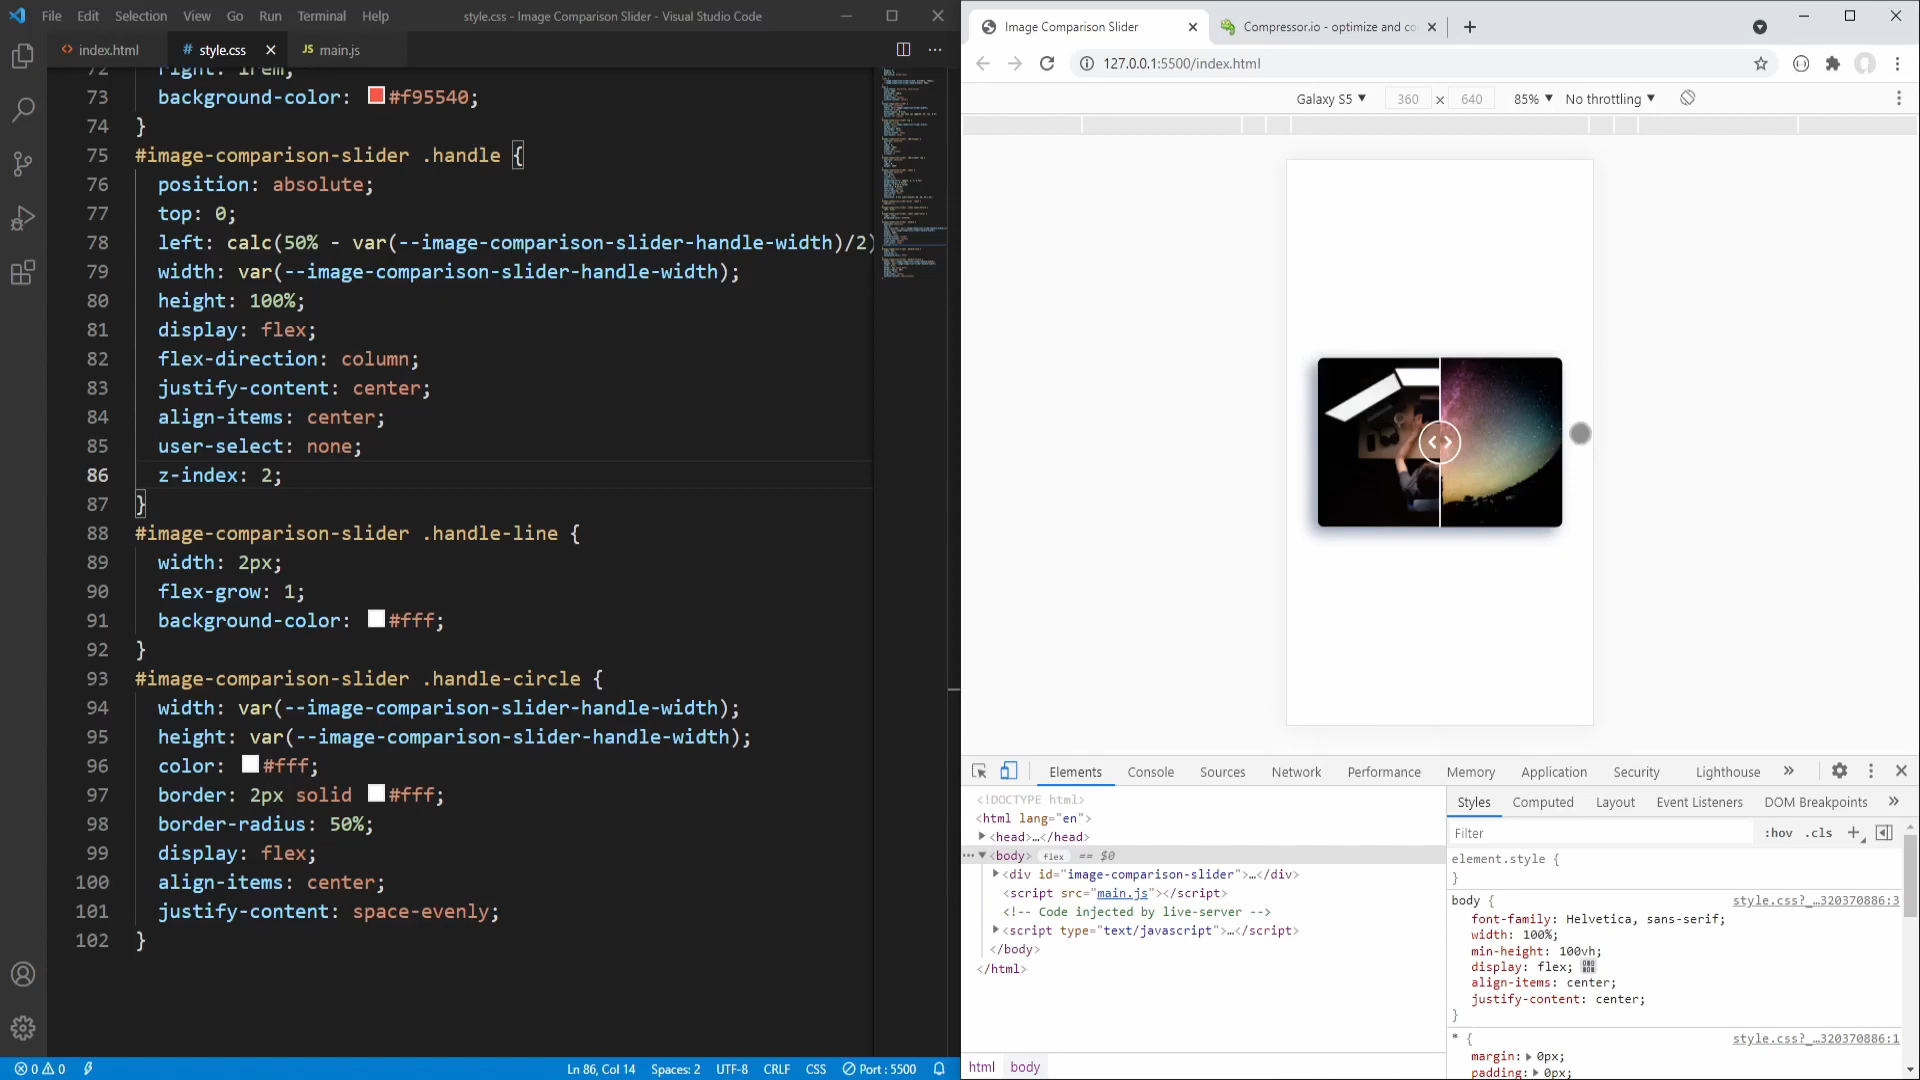 File Edit Selection View Go Run Terminal Help
style.css - Image Comparison Slider - Visual Studio Code
index.html
# style.css
JS main.js
72 right: 1rem;
73 background-color: #f95540;
74 }
75 #image-comparison-slider .handle {
76 position: absolute;
77 top: 0;
78 left: calc(50% - var(--image-comparison-slider-handle-width)/2)
79 width: var(--image-comparison-slider-handle-width);
80 height: 100%;
81 display: flex;
82 flex-direction: column;
83 justify-content: center;
84 align-items: center;
85 user-select: none;
86 z-index: 2;
87 }
88 #image-comparison-slider .handle-line {
89 width: 2px;
90 flex-grow: 1;
91 background-color: #fff;
92 }
93 #image-comparison-slider .handle-circle {
94 width: var(--image-comparison-slider-handle-width);
95 height: var(--image-comparison-slider-handle-width);
96 color: #fff;
97 border: 2px solid #fff;
98 border-radius: 50%;
99 display: flex;
100 align-items: center;
101 justify-content: space-evenly;
102 }
0 0
Ln 86, Col 14 Spaces: 2 UTF-8 CRLF CSS Port : 5500
Image Comparison Slider
Compressor.io - optimize and co
127.0.0.1:5500/index.html
Galaxy S5 360 × 640 85% No throttling
Elements Console Sources Network Performance Memory Application Security Lighthouse
<!DOCTYPE html>
<html lang="en">
<head>…</head>
<body> flex == $0
<div id="image-comparison-slider">…</div>
<script src="main.js"></script>
<!-- Code injected by live-server -->
<script type="text/javascript">…</script>
</body>
</html>
html body
Styles Computed Layout Event Listeners DOM Breakpoints
Filter :hov .cls
element.style {
}
body { style.css?_…320370886:3
font-family: Helvetica, sans-serif;
width: 100%;
min-height: 100vh;
display: flex;
align-items: center;
justify-content: center;
}
* { style.css?_…320370886:1
margin: 0px;
padding: 0px;